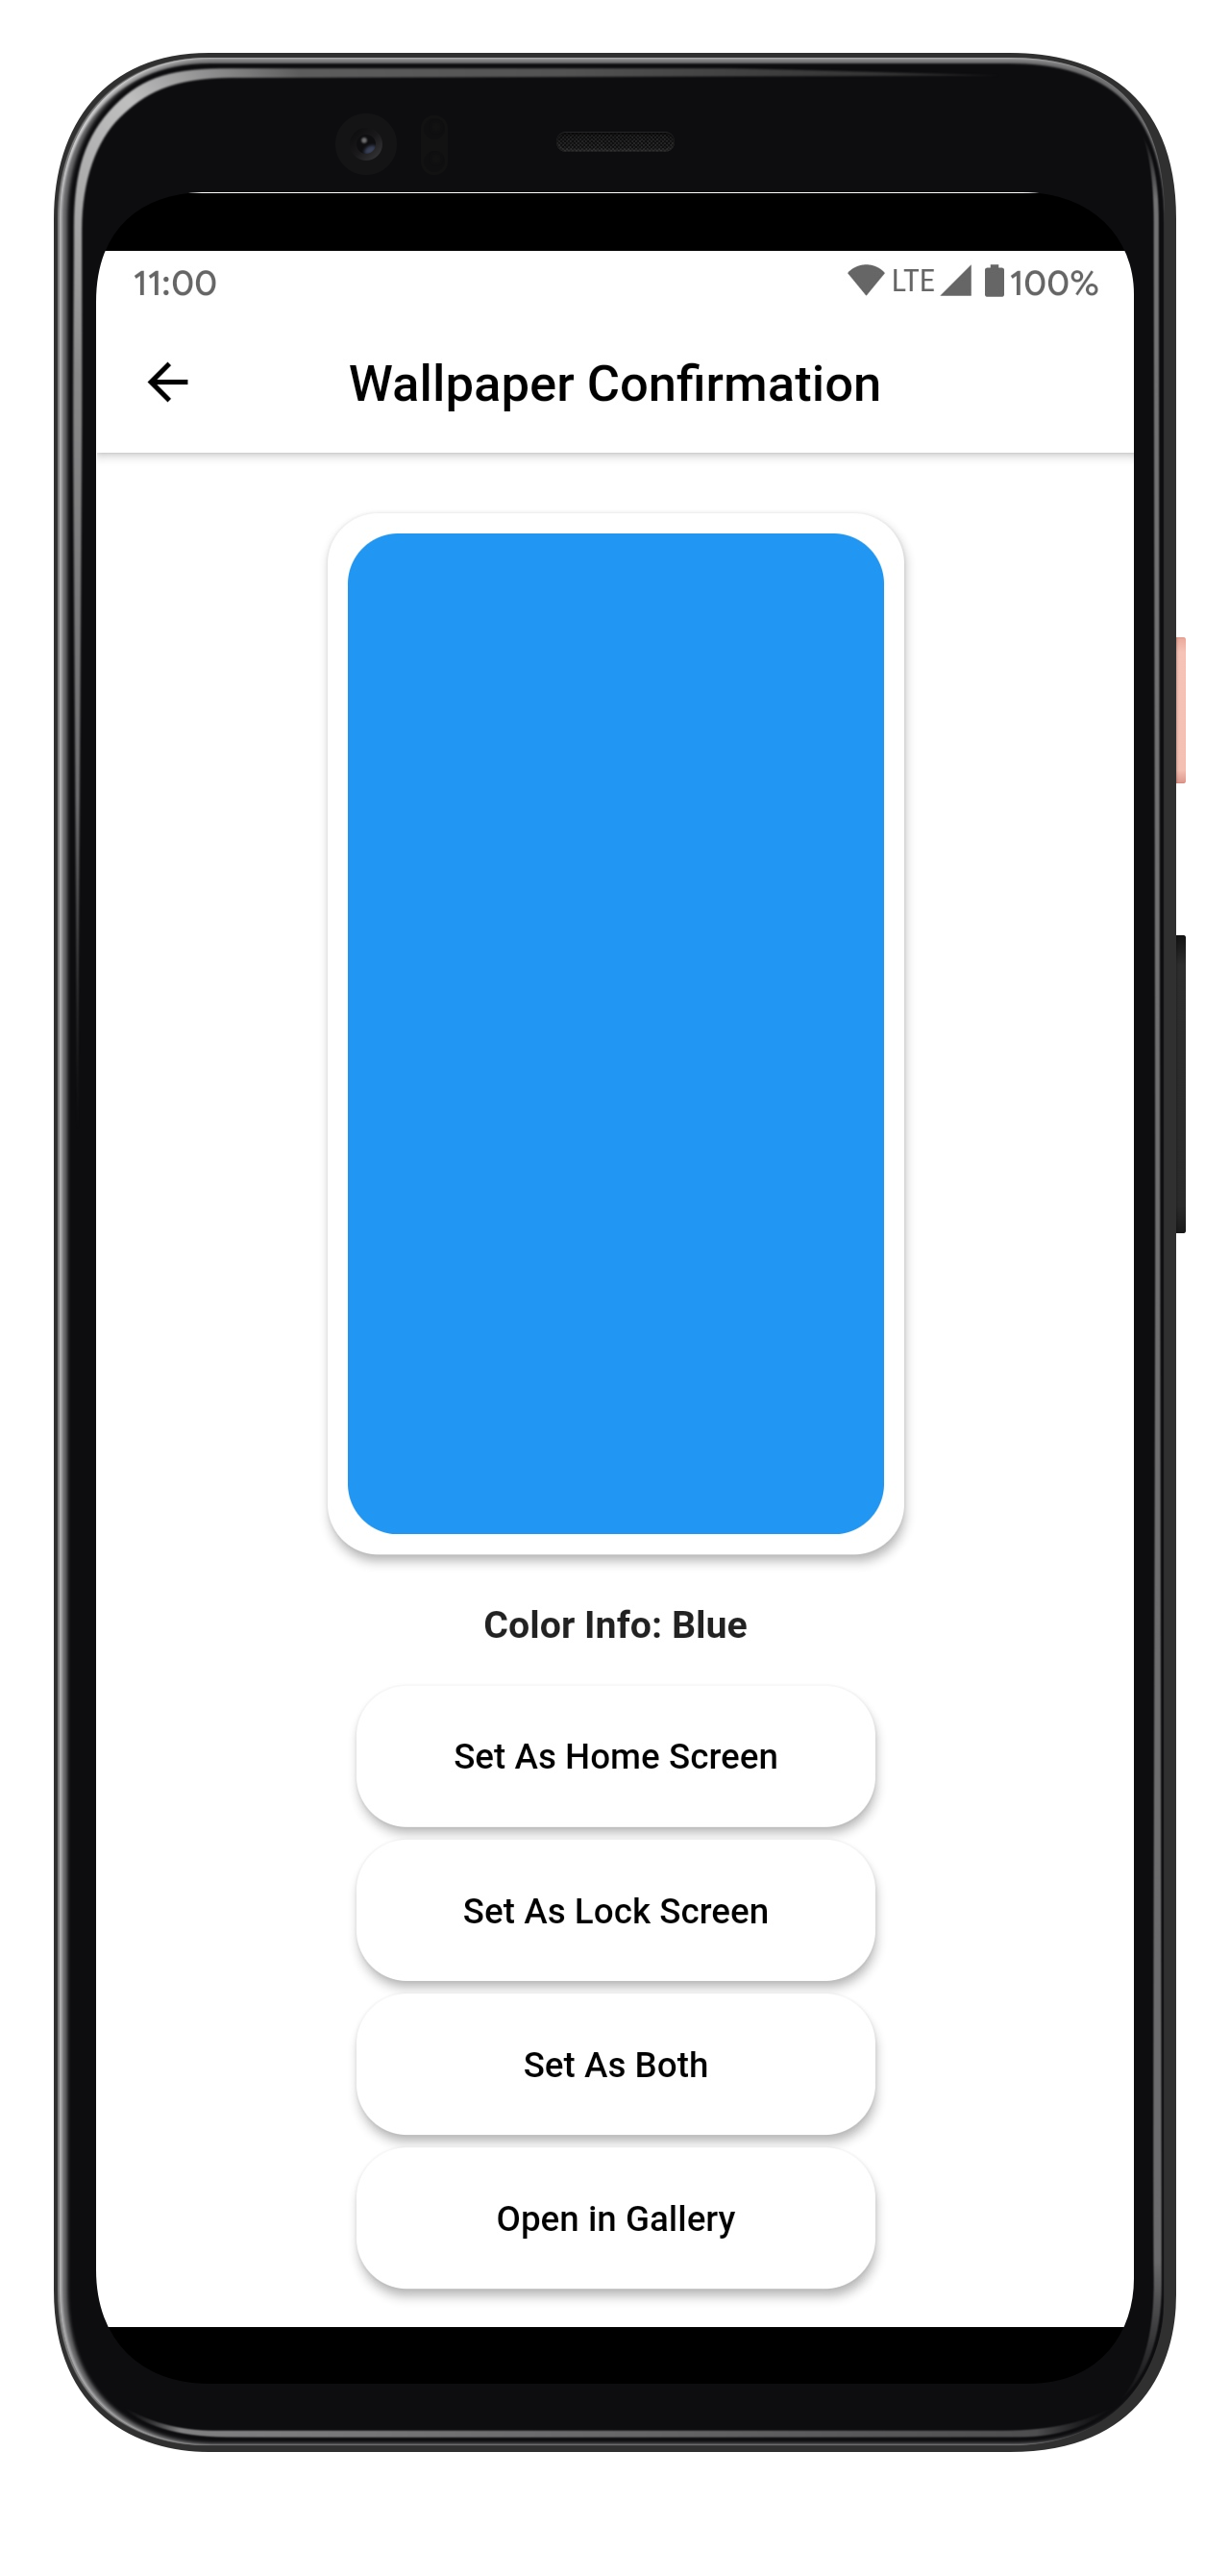 11:00 LTE 100%
Wallpaper Confirmation
Color Info: Blue
Set As Home Screen
Set As Lock Screen
Set As Both
Open in Gallery